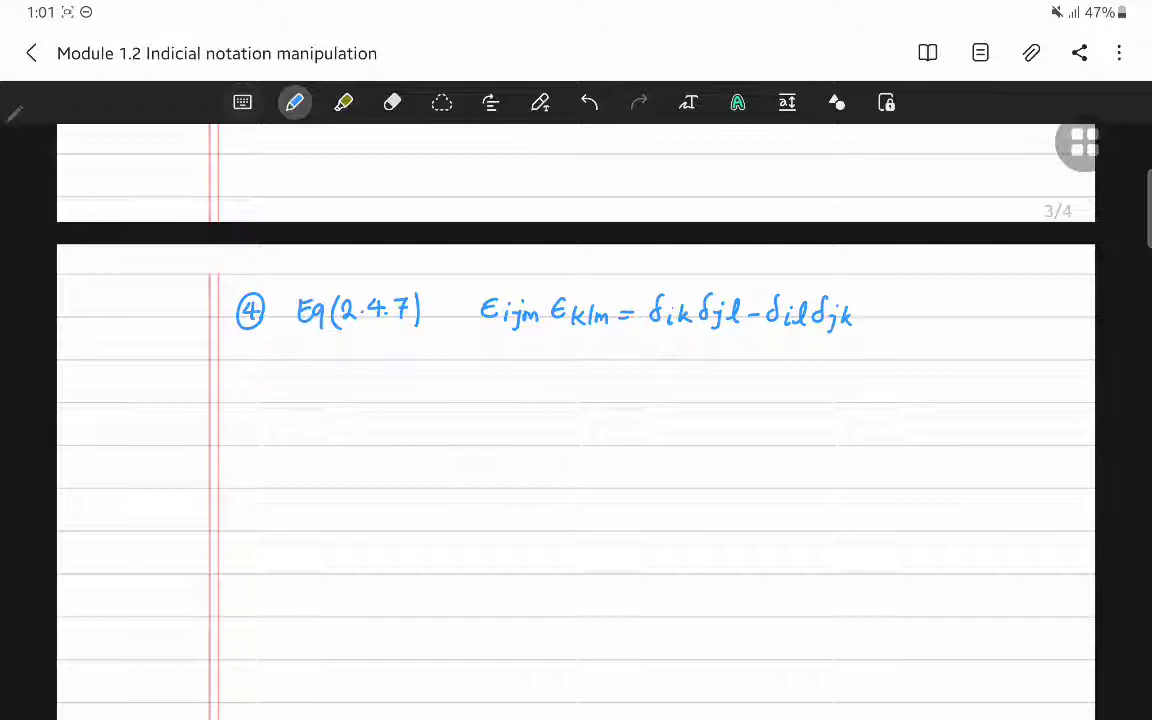 1:01 47%
Module 1.2 Indicial notation manipulation
3/4
④ Eq(2.4.7) ϵijm ϵklm = δik δjl - δil δjk